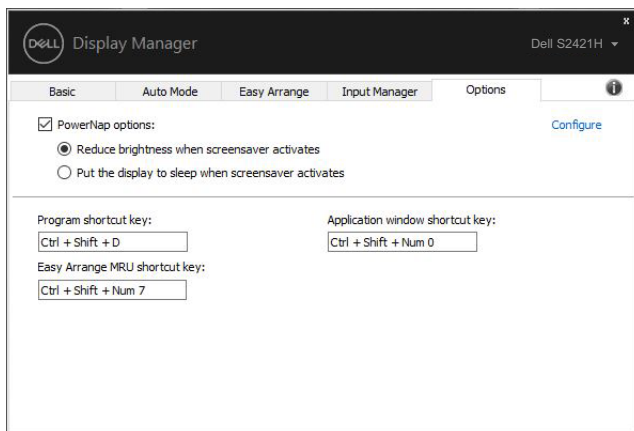 x
DELL Display Manager Dell S2421H
Basic Auto Mode Easy Arrange Input Manager Options i
PowerNap options: Configure
Reduce brightness when screensaver activates
Put the display to sleep when screensaver activates
Program shortcut key: Application window shortcut key:
Ctrl + Shift + D Ctrl + Shift + Num 0
Easy Arrange MRU shortcut key:
Ctrl + Shift + Num 7